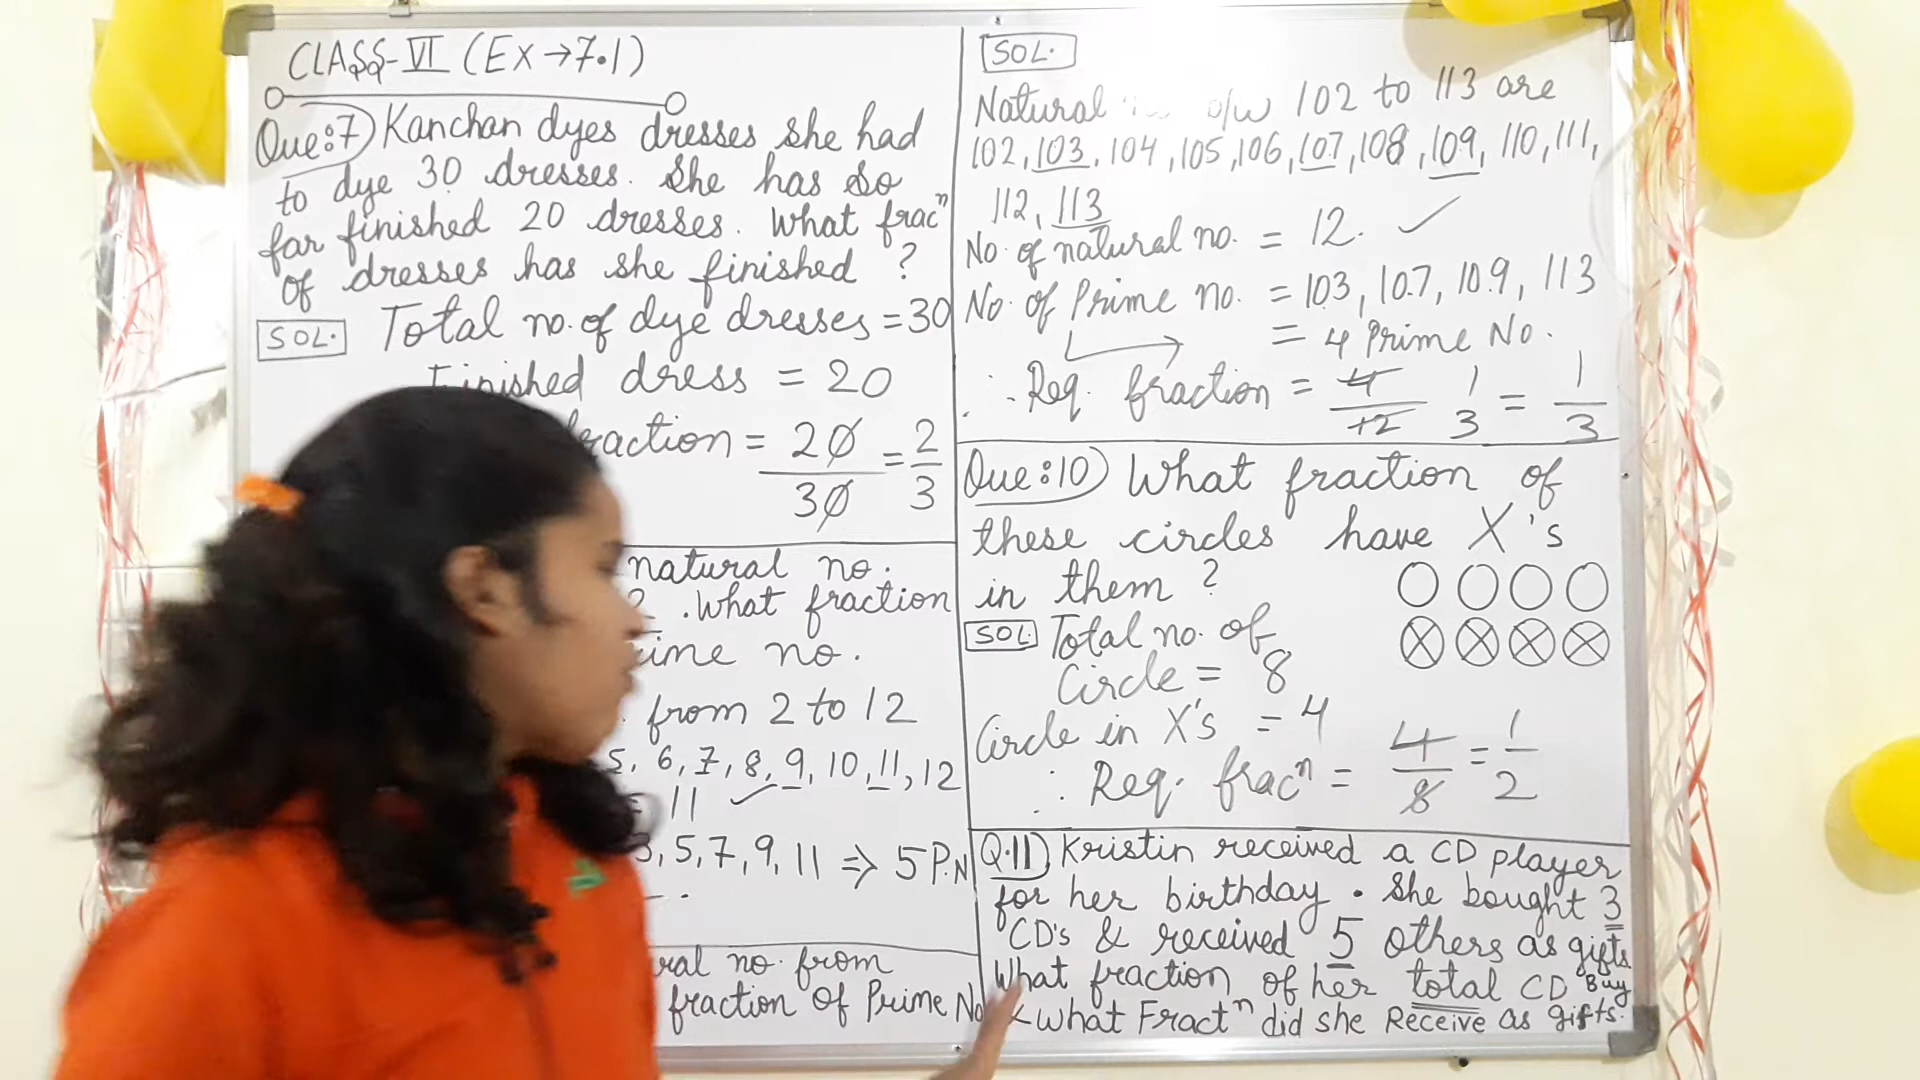 CLASS-VI (EX→7.1)
Que:7) Kanchan dyes dresses she had
to dye 30 dresses. She has so
far finished 20 dresses. What fracⁿ
of dresses has she finished ?
SOL. Total no. of dye dresses = 30
Finished dress = 20
fraction = 20/30 = 2/3
natural no.
. What fraction
no.
from 2 to 12
5, 6, 7, 8, 9, 10, 11, 12
= 11 ✓
3, 5, 7, 9, 11 ⇒ 5 P.N
no. from
fraction of Prime No
SOL.
Natural b/w 102 to 113 are
102, 103, 104, 105, 106, 107, 108, 109, 110, 111,
112, 113
No. of natural no. = 12. ✓
No. of Prime no. = 103, 107, 109, 113
= 4 Prime No.
∴ Req. fraction = 4/12 1/3 = 1/3
Que:10) What fraction of
these circles have X's
in them ?
SOL. Total no. of
Circle = 8
Circle in X's = 4
∴ Req. fracⁿ = 4/8 = 1/2
Q.11) Kristin received a CD player
for her birthday. She bought 3
CD's & received 5 others as gifts
What fraction of her total CD Buy
& what Fractⁿ did she Receive as gifts.